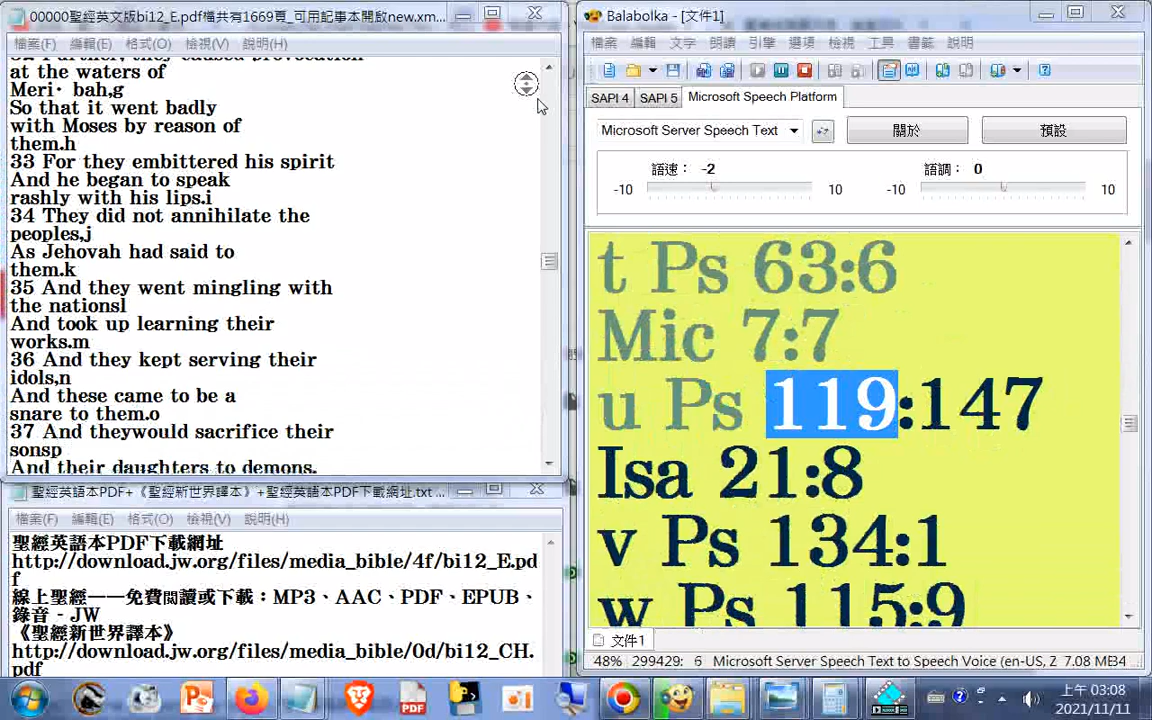 00000聖經英文版bi12_E.pdf檔共有1669頁_可用記事本開啟new.xm...
檔案(F) 編輯(E) 格式(O) 檢視(V) 說明(H)
32 Further, they caused provocation
at the waters of
Meri· bah,g
So that it went badly
with Moses by reason of
them.h
33 For they embittered his spirit
And he began to speak
rashly with his lips.i
34 They did not annihilate the
peoples,j
As Jehovah had said to
them.k
35 And they went mingling with
the nationsl
And took up learning their
works.m
36 And they kept serving their
idols,n
And these came to be a
snare to them.o
37 And theywould sacrifice their
sonsp
And their daughters to demons.
聖經英語本PDF+《聖經新世界譯本》+聖經英語本PDF下載網址.txt ...
檔案(F) 編輯(E) 格式(O) 檢視(V) 說明(H)
聖經英語本PDF下載網址
http://download.jw.org/files/media_bible/4f/bi12_E.pd
f
線上聖經——免費閱讀或下載：MP3、AAC、PDF、EPUB、
錄音 - JW
《聖經新世界譯本》
http://download.jw.org/files/media_bible/0d/bi12_CH.
pdf
Balabolka - [文件1]
檔案 編輯 文字 朗讀 引擎 選項 檢視 工具 書籤 說明
SAPI 4 SAPI 5 Microsoft Speech Platform
Microsoft Server Speech Text 關於 預設
語速： -2 語調： 0
-10 10 -10 10
t Ps 63:6
Mic 7:7
u Ps 119:147
Isa 21:8
v Ps 134:1
w Ps 115:9
文件1
48% 299429: 6 Microsoft Server Speech Text to Speech Voice (en-US, Z 7.08 MB34
上午 03:08
2021/11/11